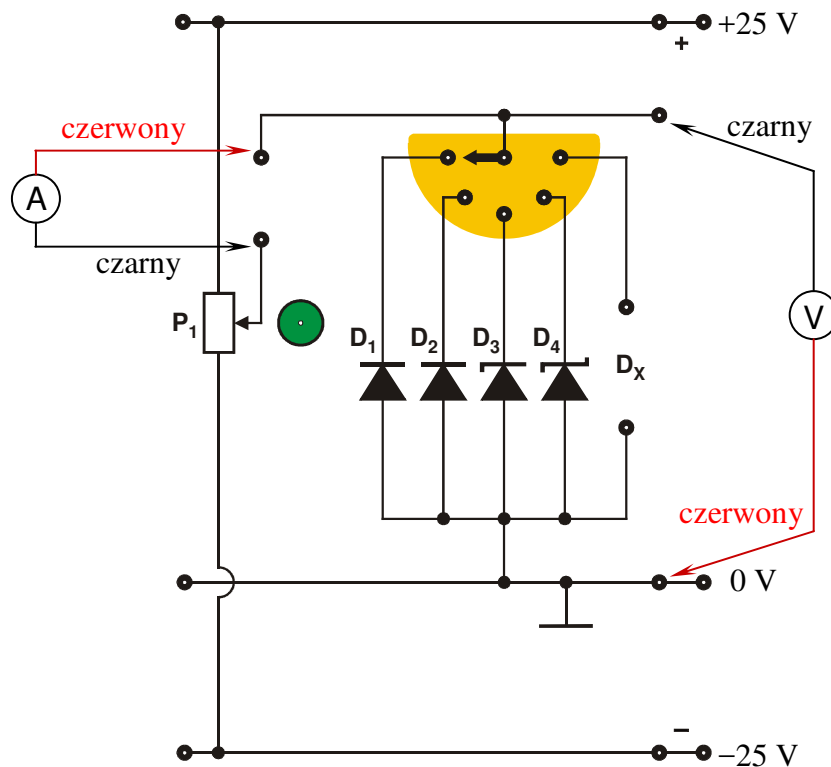 +25 V
+
czerwony
czarny
A
czarny
P1
D1
D2
D3
D4
DX
V
czerwony
0 V
−
−25 V